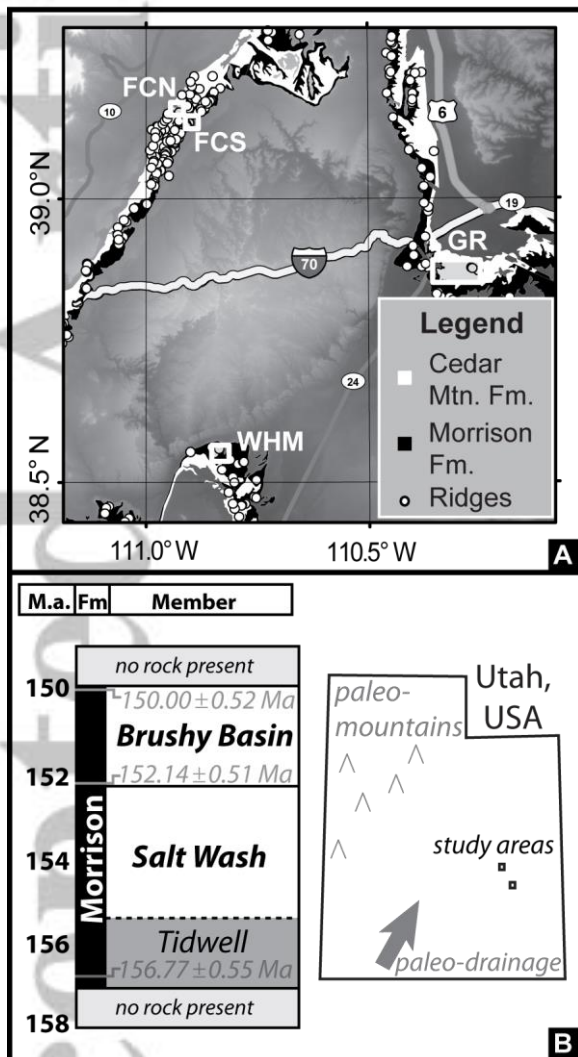 FCN
FCS
10
6
39.0° N
19
GR
70
Legend
Cedar
Mtn. Fm.
Morrison
Fm.
Ridges
24
WHM
38.5° N
111.0° W
110.5° W
A
M.a. Fm Member
no rock present
150
150.00±0.52 Ma
Brushy Basin
152.14±0.51 Ma
152
Morrison
Salt Wash
154
Tidwell
156
156.77±0.55 Ma
no rock present
158
Utah,
USA
paleo-
mountains
study areas
paleo-drainage
B